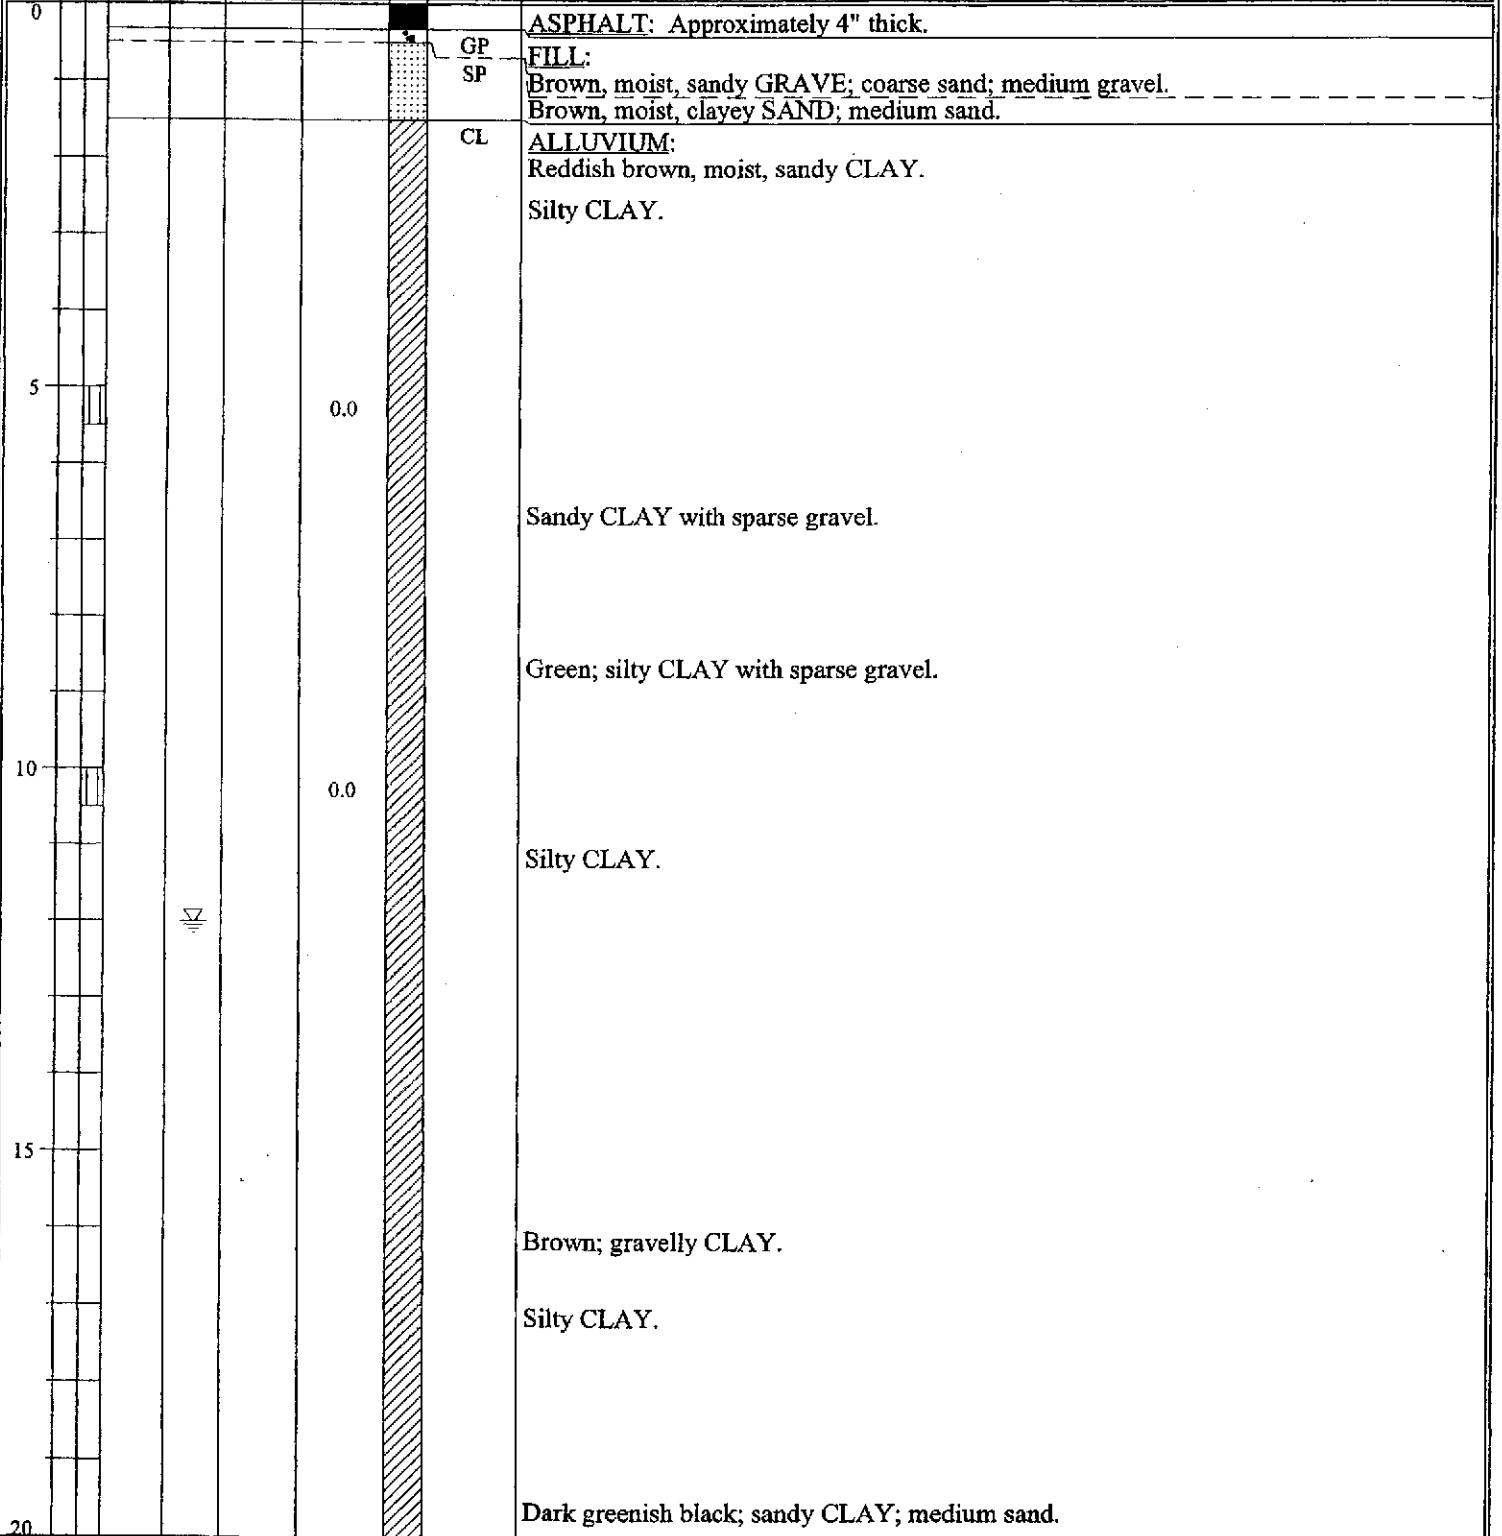 0
ASPHALT: Approximately 4" thick.
GP
FILL:
SP
Brown, moist, sandy GRAVE; coarse sand; medium gravel.
Brown, moist, clayey SAND; medium sand.
CL
ALLUVIUM:
Reddish brown, moist, sandy CLAY.
Silty CLAY.
5
0.0
Sandy CLAY with sparse gravel.
Green; silty CLAY with sparse gravel.
10
0.0
Silty CLAY.
15
Brown; gravelly CLAY.
Silty CLAY.
Dark greenish black; sandy CLAY; medium sand.
20